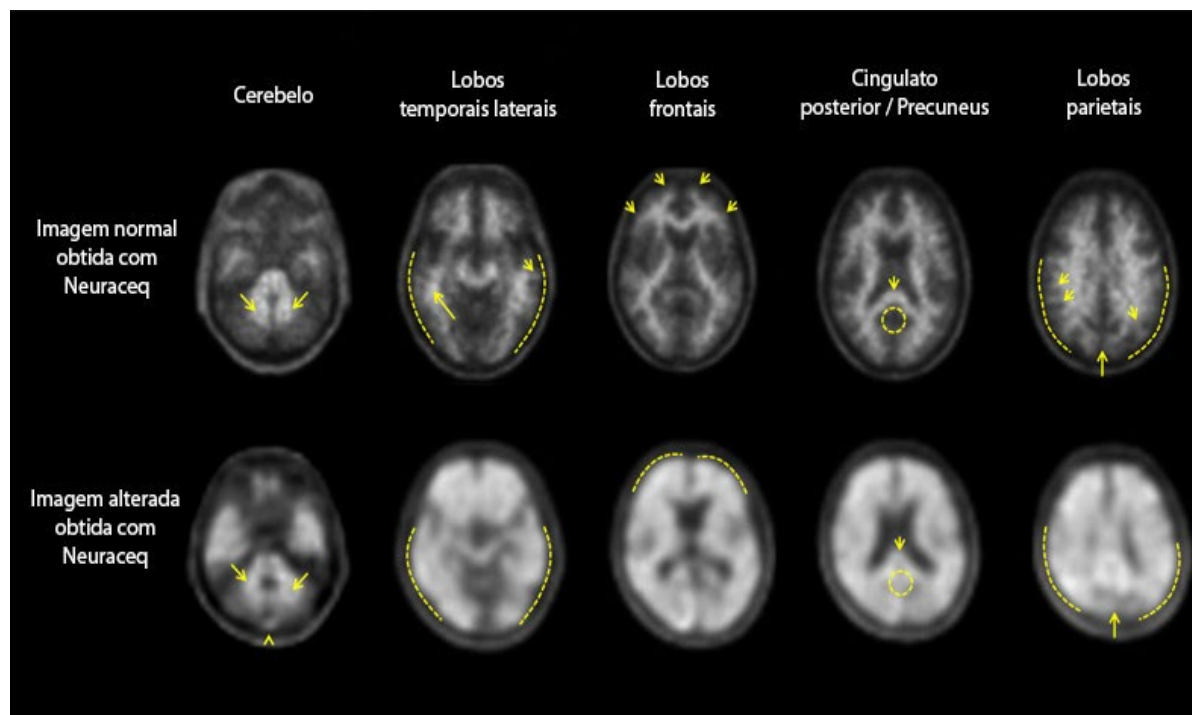 Cerebelo
Lobos
temporais laterais
Lobos
frontais
Cingulato
posterior / Precuneus
Lobos
parietais
Imagem normal
obtida com
Neuraceq
Imagem alterada
obtida com
Neuraceq